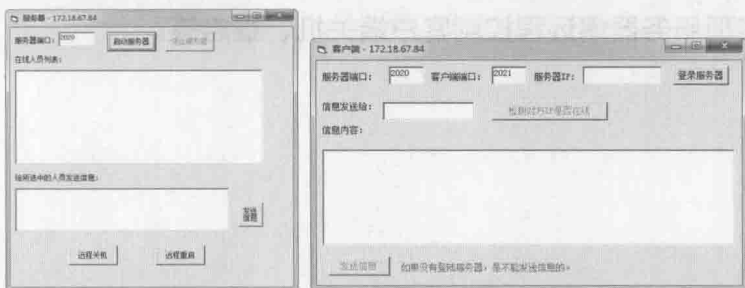 服务器 - 172.18.67.84
服务器端口: 2020 启动服务器 停止服务器
在线人员列表:
给所选中的人员发送信息:
发送信息
远程关机 远程重启
客户端 - 172.18.67.84
服务器端口: 2020 客户端端口: 2021 服务器IP: 登录服务器
信息发送给: 检测对方IP是否在线
信息内容:
发送信息 如果没有登陆服务器，是不能发送信息的。